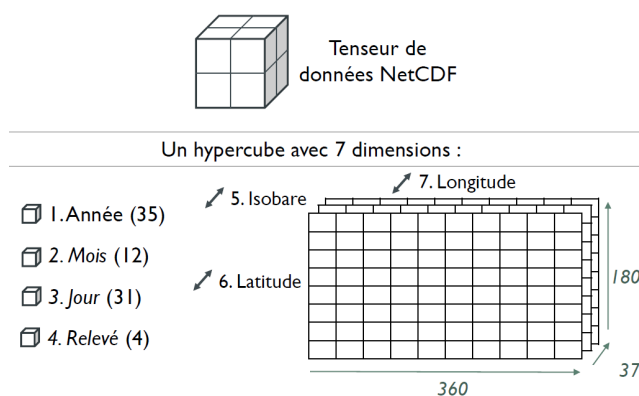 Tenseur de
données NetCDF
Un hypercube avec 7 dimensions :
7. Longitude
5. Isobare
1. Année (35)
2. Mois (12)
6. Latitude
180
3. Jour (31)
4. Relevé (4)
37
360